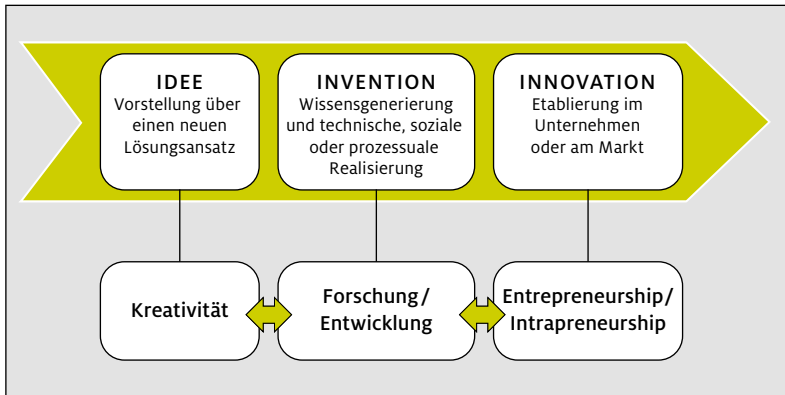 IDEE
Vorstellung über
einen neuen
Lösungsansatz
INVENTION
Wissensgenerierung
und technische, soziale
oder prozessuale
Realisierung
INNOVATION
Etablierung im
Unternehmen
oder am Markt
Kreativität
Forschung/
Entwicklung
Entrepreneurship/
Intrapreneurship